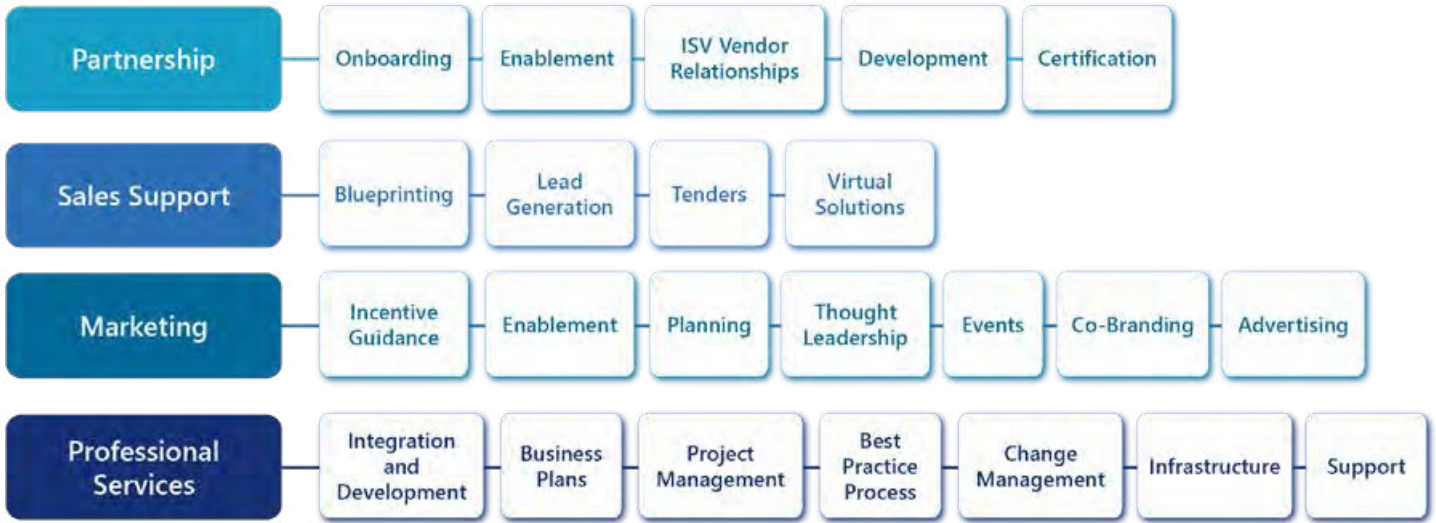 Partnership
Onboarding
Enablement
ISV Vendor
Relationships
Development
Certification
Sales Support
Blueprinting
Lead
Generation
Tenders
Virtual
Solutions
Marketing
Incentive
Guidance
Enablement
Planning
Thought
Leadership
Events
Co-Branding
Advertising
Professional
Services
Integration
and
Development
Business
Plans
Project
Management
Best
Practice
Process
Change
Management
Infrastructure
Support